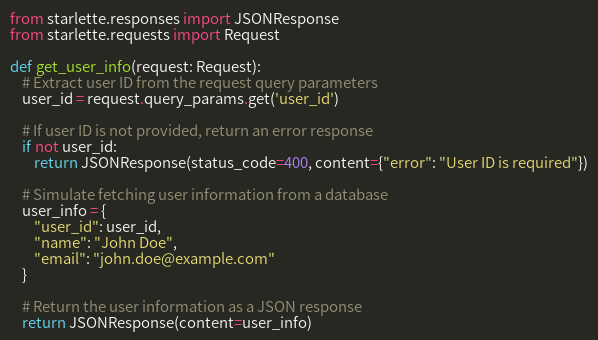 from starlette.responses import JSONResponse
from starlette.requests import Request

def get_user_info(request: Request):
    # Extract user ID from the request query parameters
    user_id = request.query_params.get('user_id')

    # If user ID is not provided, return an error response
    if not user_id:
        return JSONResponse(status_code=400, content={"error": "User ID is required"})

    # Simulate fetching user information from a database
    user_info = {
        "user_id": user_id,
        "name": "John Doe",
        "email": "john.doe@example.com"
    }

    # Return the user information as a JSON response
    return JSONResponse(content=user_info)